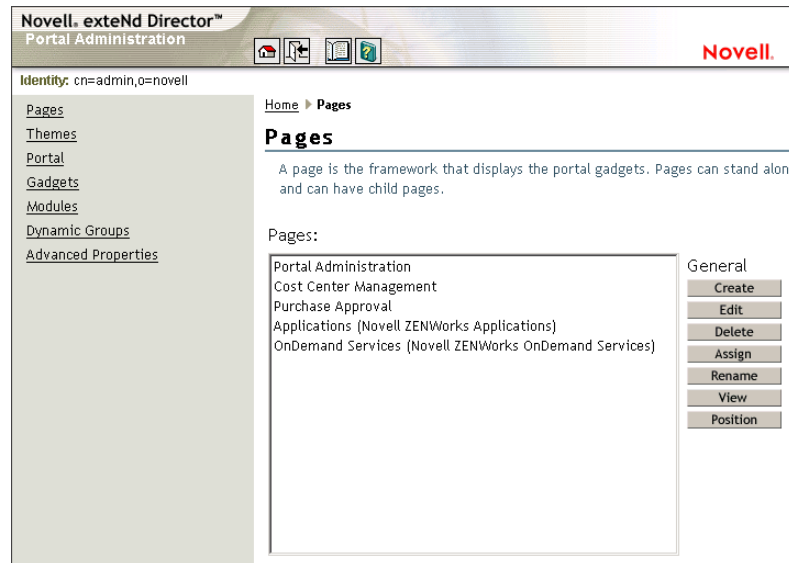 Novell. exteNd Director™
Portal Administration
Novell.
Identity: cn=admin,o=novell
Pages
Themes
Portal
Gadgets
Modules
Dynamic Groups
Advanced Properties
Home Pages
Pages
A page is the framework that displays the portal gadgets. Pages can stand alon
and can have child pages.
Pages:
Portal Administration
Cost Center Management
Purchase Approval
Applications (Novell ZENWorks Applications)
OnDemand Services (Novell ZENWorks OnDemand Services)
General
Create
Edit
Delete
Assign
Rename
View
Position